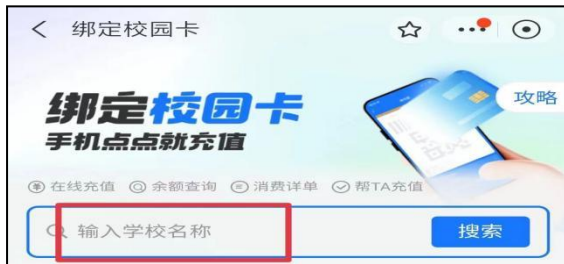 绑定校园卡
绑定校园卡
攻略
手机点点就充值
在线充值 余额查询 消费详单 帮TA充值
输入学校名称 搜索